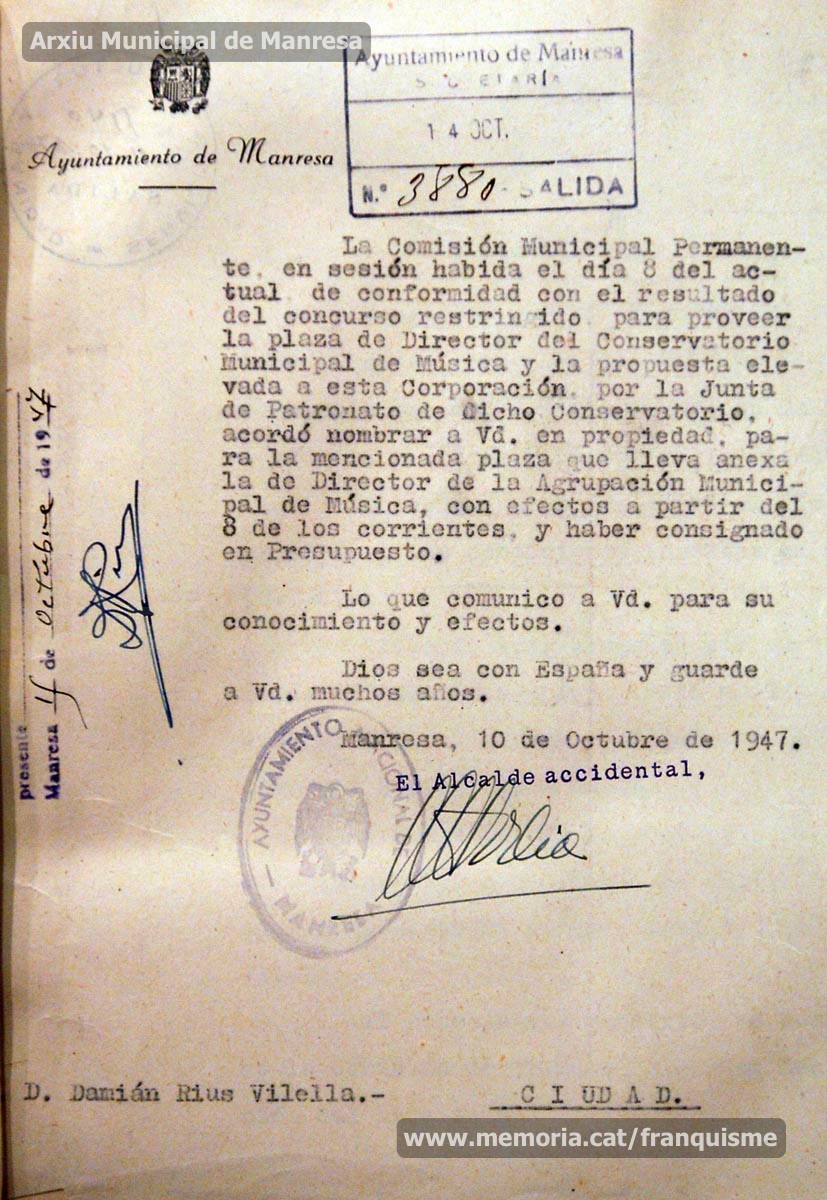 Arxiu Municipal de Manresa
Ayuntamiento de Manresa
SECRETARÍA
14 OCT.
N.º 3880 - SALIDA
Ayuntamiento de Manresa
La Comisión Municipal Permanen-
te, en sesión habida el día 8 del ac-
tual, de conformidad con el resultado
del concurso restringido, para proveer
la plaza de Director del Conservatorio
Municipal de Música y la propuesta ele-
vada a esta Corporación, por la Junta
de Patronato de dicho Conservatorio,
acordó nombrar a Vd. en propiedad, pa-
ra la mencionada plaza que lleva anexa
la de Director de la Agrupación Munici-
pal de Música, con efectos a partir del
8 de los corrientes, y haber consignado
en Presupuesto.
Lo que comunico a Vd. para su
conocimiento y efectos.
Dios sea con España y guarde
a Vd. muchos años.
Manresa, 10 de Octubre de 1947.
El Alcalde accidental,
AYUNTAMIENTO NACIONAL
MANRESA
presente
Manresa 14 de Octubre de 1947
D. Damián Rius Vilella.-
C I U D A D.
www.memoria.cat/franquisme